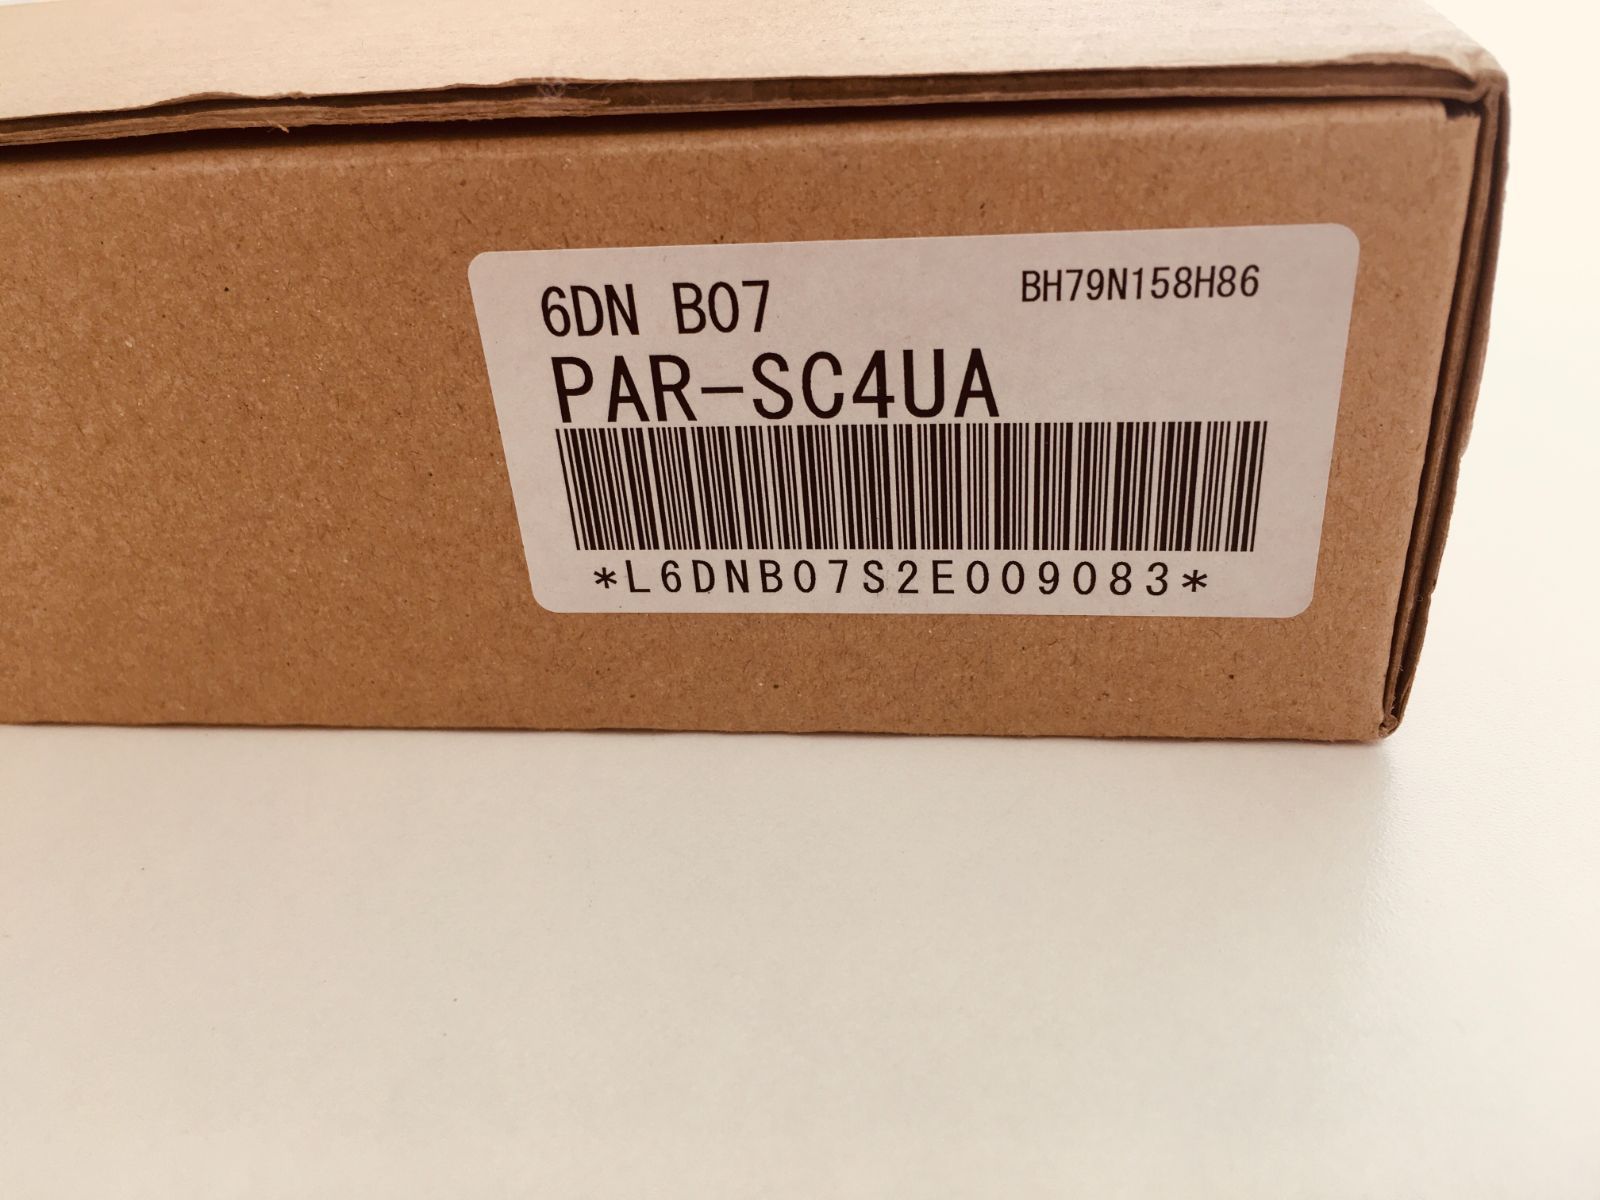 6DN B07 BH79N158H86
PAR-SC4UA
*L6DNB07S2E009083*